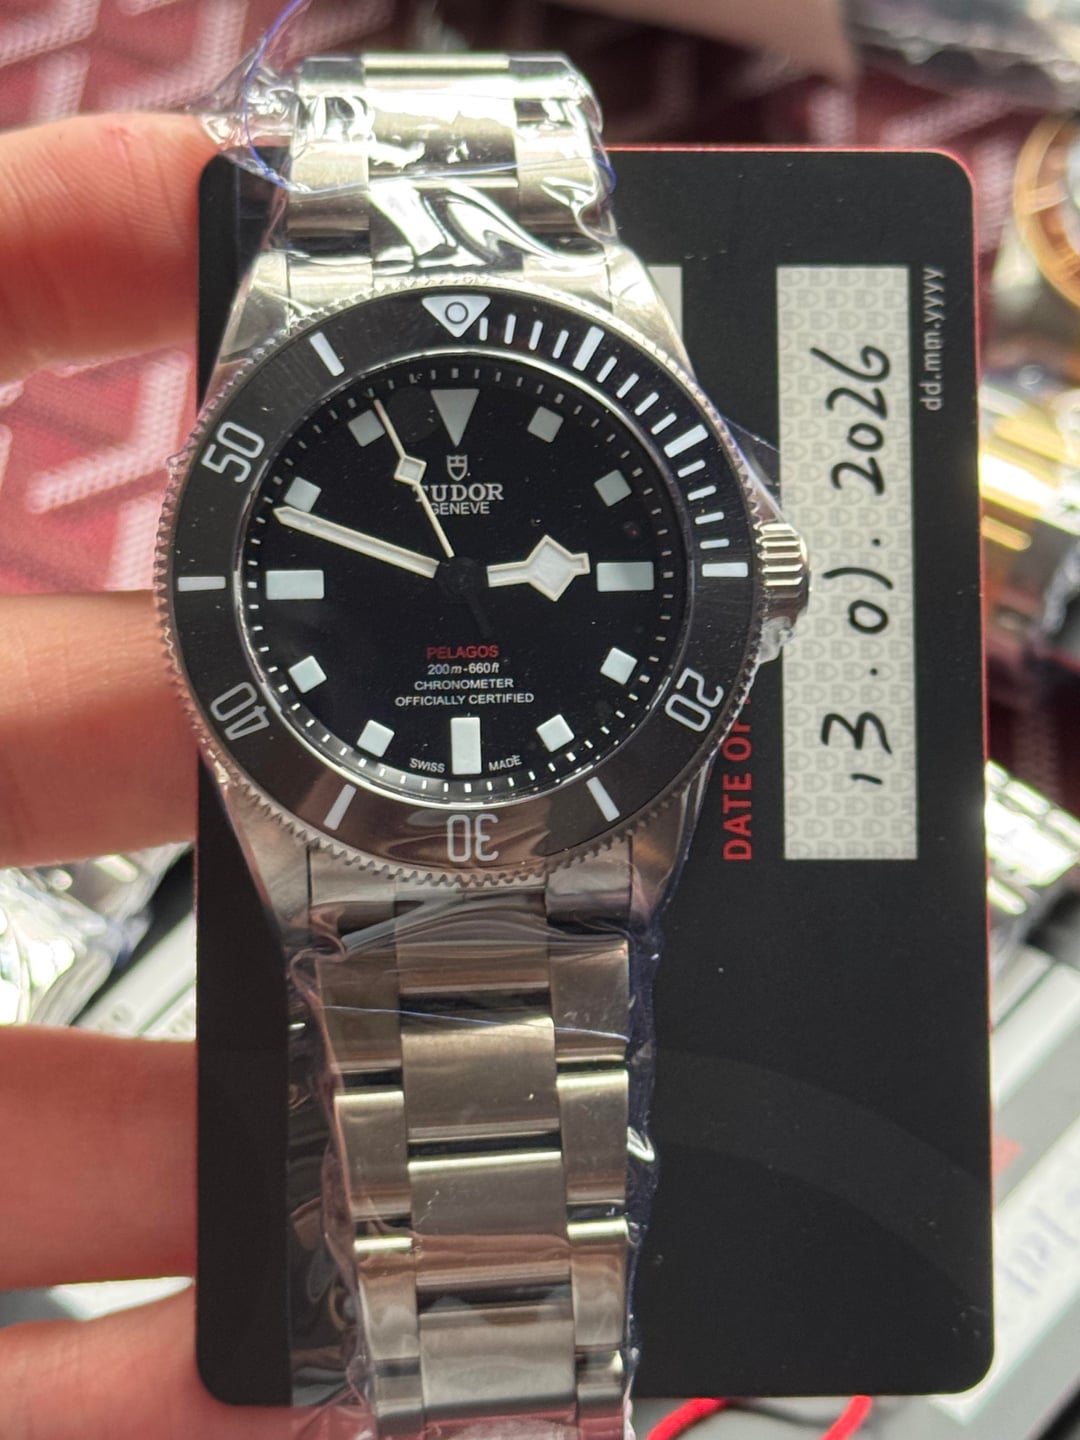 TUDOR
GENEVE
PELAGOS
200m-660ft
CHRONOMETER
OFFICIALLY CERTIFIED
SWISS MADE
50
40
30
20
DATE OF
13.01.2026
dd.mm.yyyy